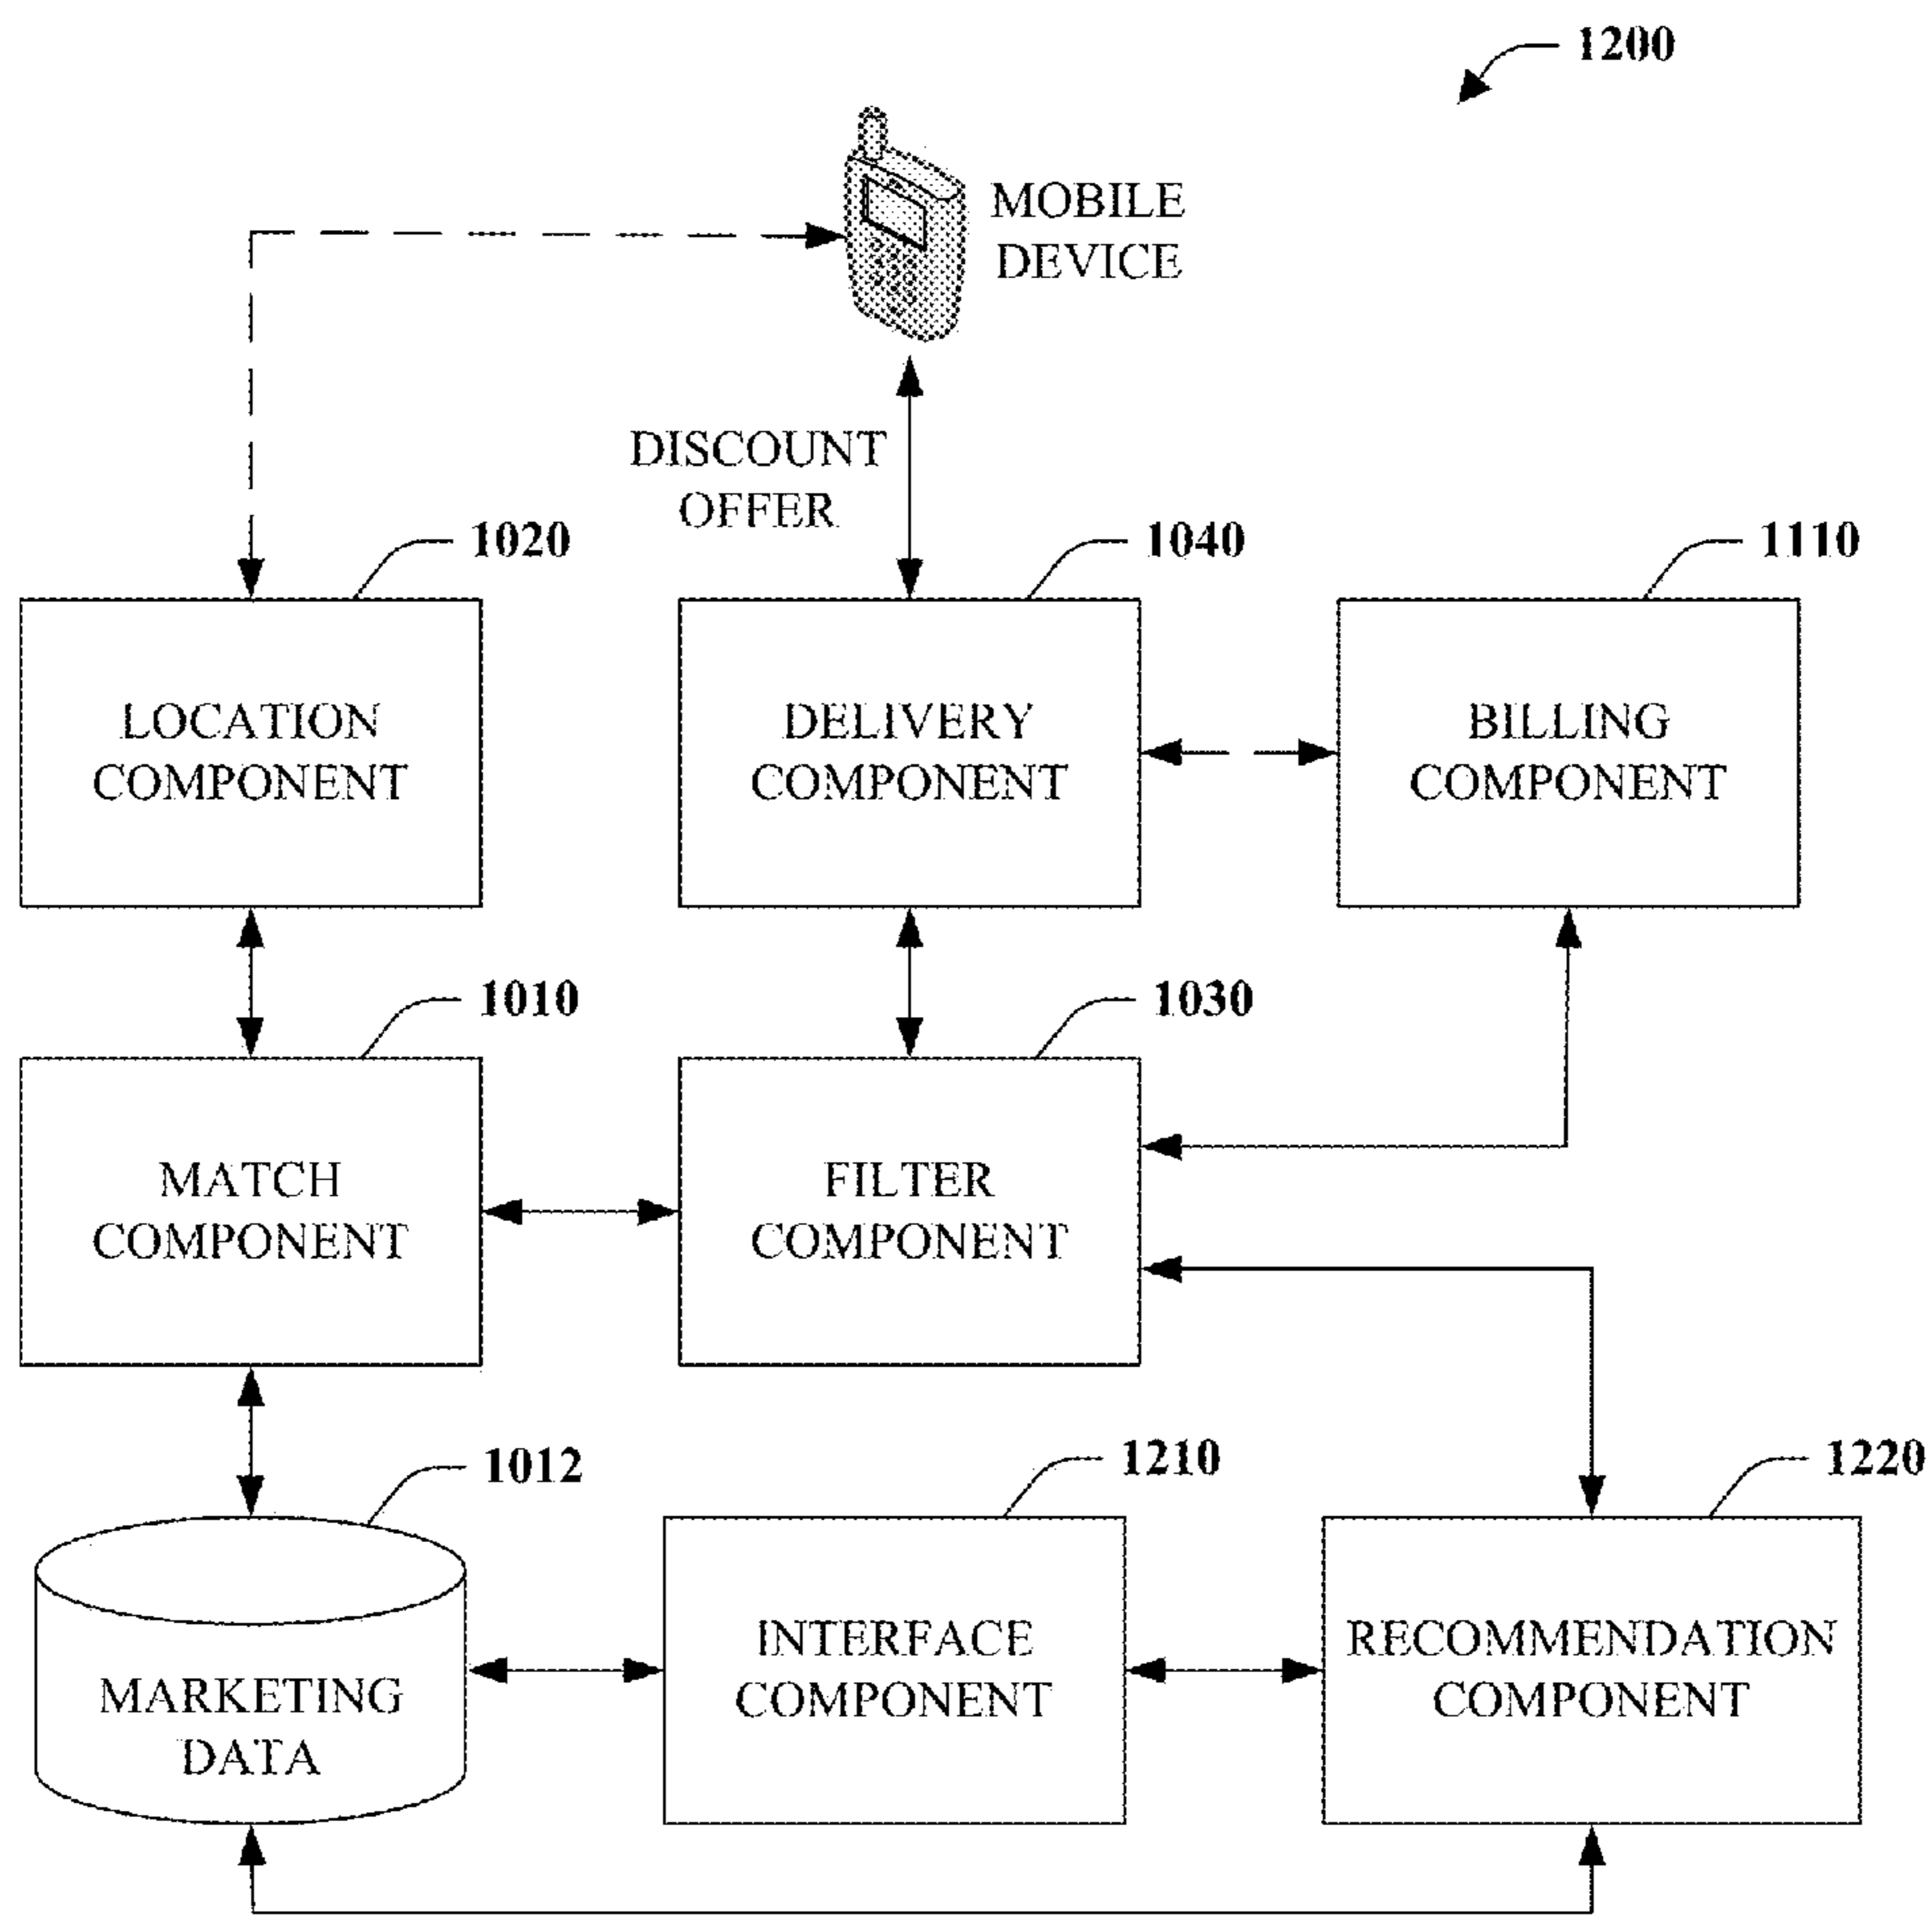 1200
MOBILE
DEVICE
DISCOUNT
OFFER
1020
1040
1110
LOCATION
COMPONENT
DELIVERY
COMPONENT
BILLING
COMPONENT
1010
1030
MATCH
COMPONENT
FILTER
COMPONENT
1012
1210
1220
MARKETING
DATA
INTERFACE
COMPONENT
RECOMMENDATION
COMPONENT